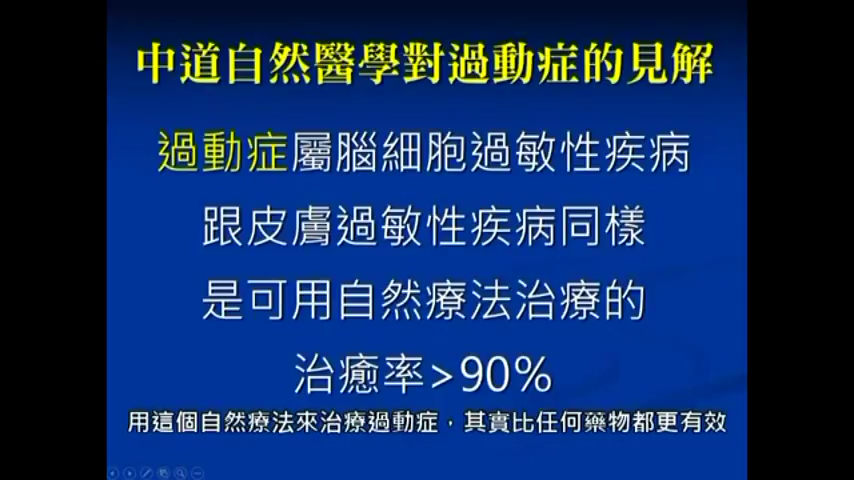 中道自然醫學對過動症的見解
過動症屬腦細胞過敏性疾病
跟皮膚過敏性疾病同樣
是可用自然療法治療的
治癒率>90%
用這個自然療法來治療過動症，其實比任何藥物都更有效